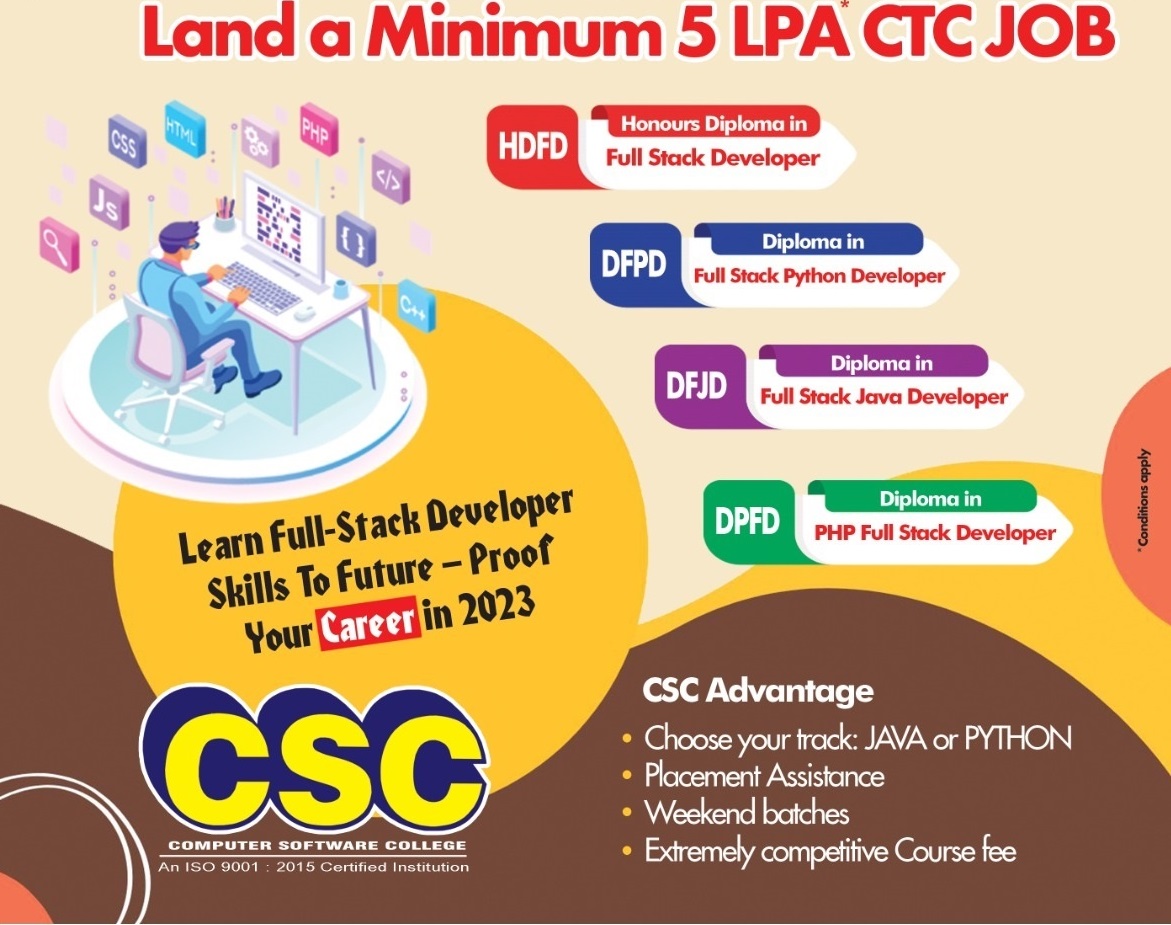 Land a Minimum 5 LPA* CTC JOB
CSS
HTML
PHP
Js
</>
{ }
C++
HDFD
Honours Diploma in
Full Stack Developer
DFPD
Diploma in
Full Stack Python Developer
DFJD
Diploma in
Full Stack Java Developer
DPFD
Diploma in
PHP Full Stack Developer
*Conditions apply
Learn Full-Stack Developer
Skills To Future – Proof
Your Career in 2023
CSC
COMPUTER SOFTWARE COLLEGE
An ISO 9001 : 2015 Certified Institution
CSC Advantage
• Choose your track: JAVA or PYTHON
• Placement Assistance
• Weekend batches
• Extremely competitive Course fee